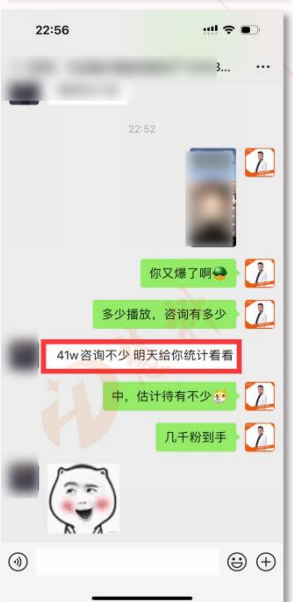 22:56
3...
22:52
你又爆了啊
多少播放，咨询有多少
41w咨询不少 明天给你统计看看
中，估计待有不少
几千粉到手